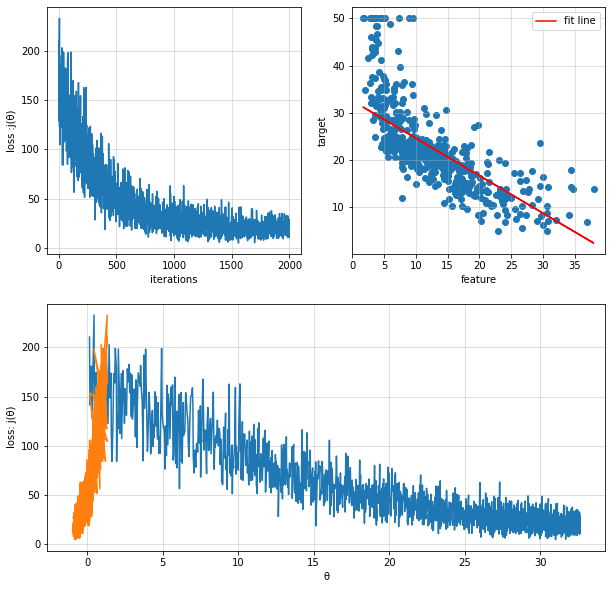 loss :j(θ)
200
150
100
50
0
0 500 1000 1500 2000
iterations
target
50
40
30
20
10
fit line
0 5 10 15 20 25 30 35
feature
loss: j(θ)
200
150
100
50
0
0 5 10 15 20 25 30
θ